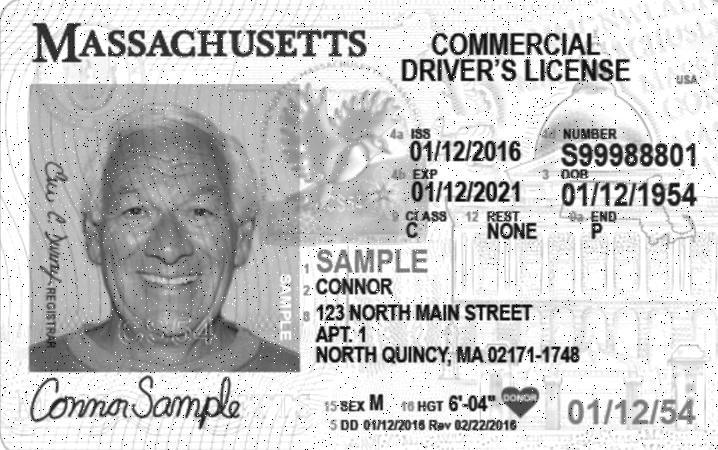 MASSACHUSETTS
COMMERCIAL
DRIVER'S LICENSE
USA
4a ISS
01/12/2016
4d NUMBER
S99988801
4b EXP
01/12/2021
3 DOB
01/12/1954
9 CLASS
C
12 REST
NONE
9a END
P
1 SAMPLE
2 CONNOR
8 123 NORTH MAIN STREET
APT. 1
NORTH QUINCY, MA 02171-1748
REGISTRAR
SAMPLE
Connor Sample
15 SEX M 16 HGT 6'-04" DONOR
01/12/54
5 DD 01/12/2016 Rev 02/22/2016